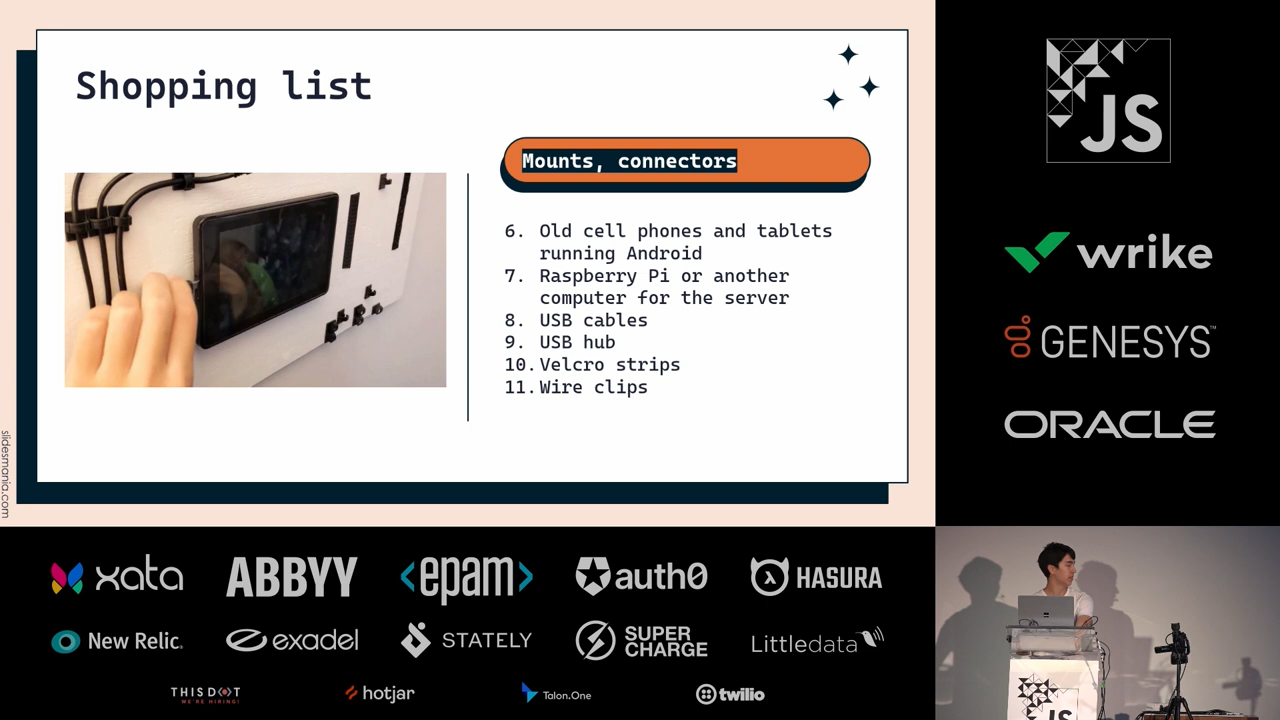 Shopping list
Mounts, connectors
6. Old cell phones and tablets
running Android
7. Raspberry Pi or another
computer for the server
8. USB cables
9. USB hub
10. Velcro strips
11. Wire clips
slidesmania.com
JS
wrike
GENESYS™
ORACLE
xata
ABBYY
<epam>
auth0
HASURA
New Relic.
exadel
STATELY
SUPER
CHARGE
Littledata
THIS DOT
WE'RE HIRING!
hotjar
Talon.One
twilio
JS